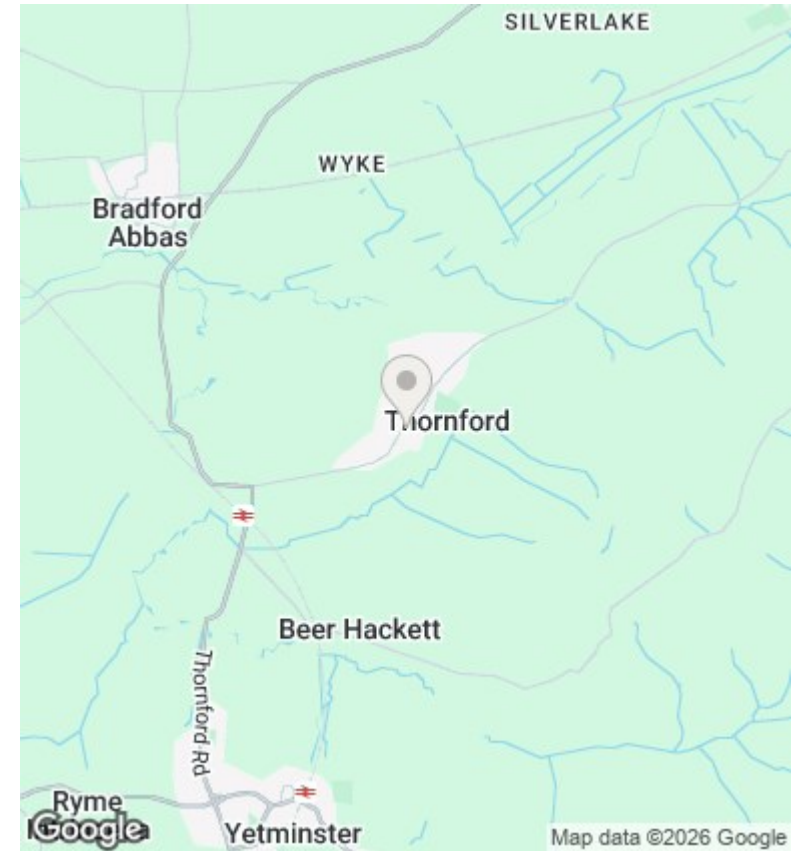 SILVERLAKE
WYKE
Bradford
Abbas
Thornford
Beer Hackett
Thornford Rd
Ryme
Yetminster
Google
Map data ©2026 Google